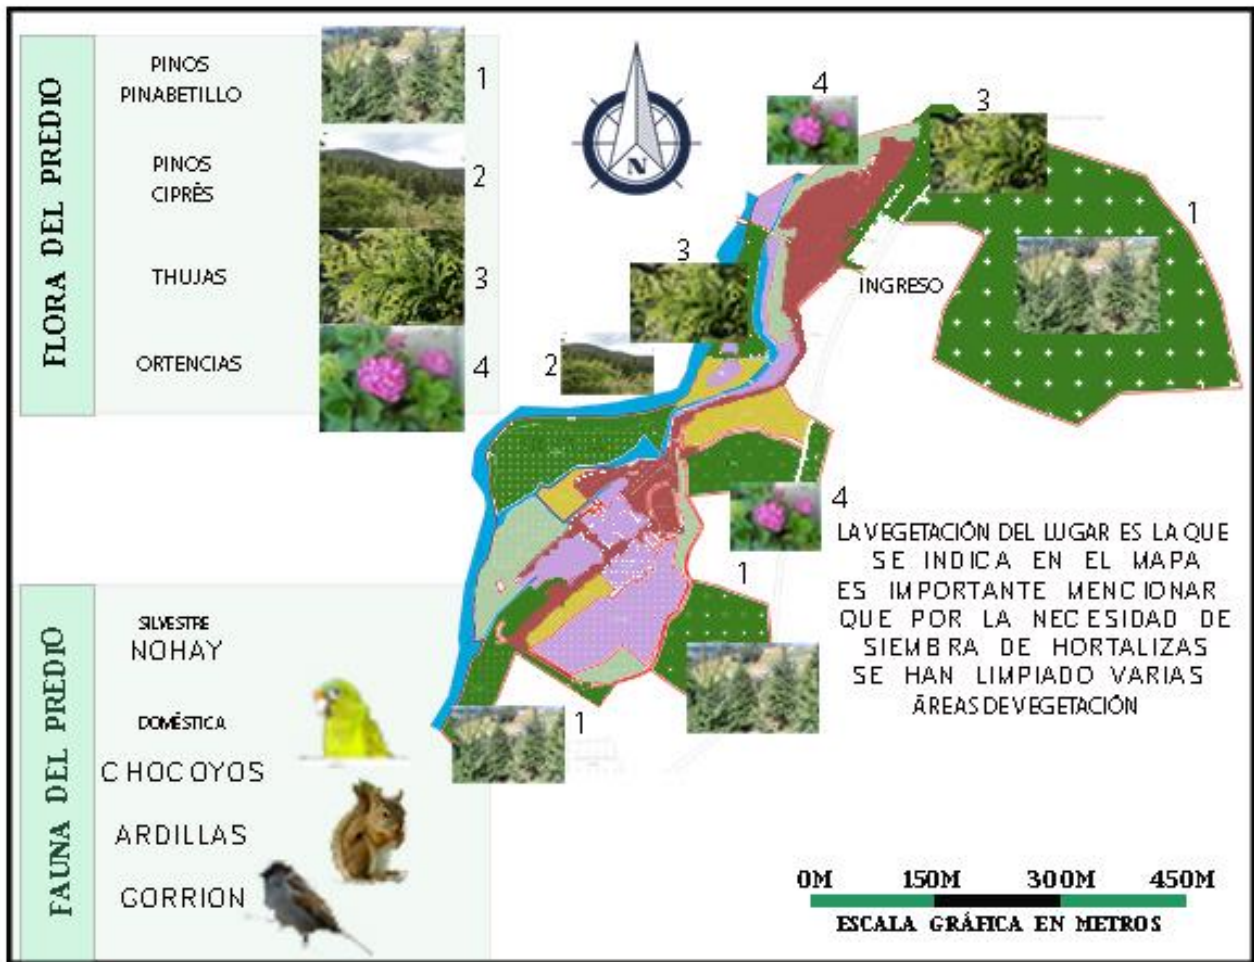 FLORA DEL PREDIO
PINOS
PINABETILLO
1
PINOS
CIPRÉS
2
THUJAS
3
ORTENCIAS
4
N
4
3
1
3
INGRESO
2
4
1
1
LA VEGETACIÓN DEL LUGAR ES LA QUE
SE INDICA EN EL MAPA
ES IMPORTANTE MENCIONAR
QUE POR LA NECESIDAD DE
SIEMBRA DE HORTALIZAS
SE HAN LIMPIADO VARIAS
ÁREAS DE VEGETACIÓN
FAUNA DEL PREDIO
SILVESTRE
NO HAY
DOMÉSTICA
CHOCOYOS
ARDILLAS
GORRION
0M 150M 300M 450M
ESCALA GRÁFICA EN METROS